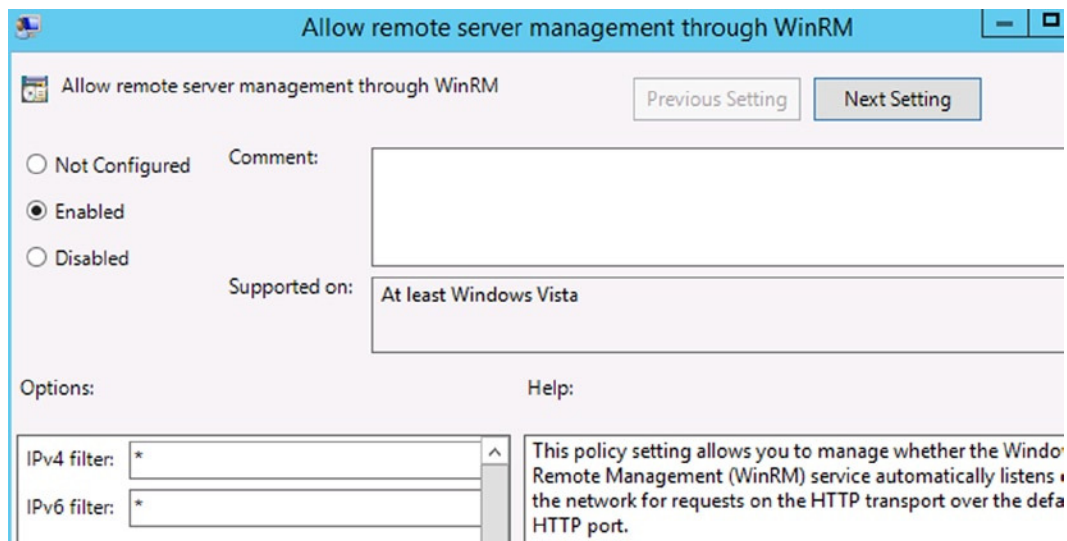 Allow remote server management through WinRM
Allow remote server management through WinRM
Previous Setting
Next Setting
Not Configured
Enabled
Disabled
Comment:
Supported on:
At least Windows Vista
Options:
Help:
IPv4 filter: *
IPv6 filter: *
This policy setting allows you to manage whether the
Remote Management (WinRM) service automatically listens
the network for requests on the HTTP transport over the
HTTP port.